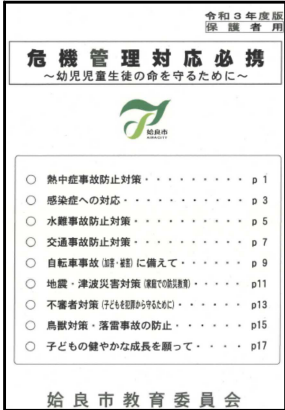 令和3年度版
保護者用
危機管理対応必携
～幼児児童生徒の命を守るために～
姶良市
AIRA CITY
○ 熱中症事故防止対策・・・・・・・・・ p 1
○ 感染症への対応・・・・・・・・・・・ p 3
○ 水難事故防止対策・・・・・・・・・・ p 5
○ 交通事故防止対策・・・・・・・・・・ p 7
○ 自転車事故(加害・被害)に備えて・・・・・ p 9
○ 地震・津波災害対策(家庭での防災教育)・・・・・ p11
○ 不審者対策(子どもを犯罪から守るために)・・・・・ p13
○ 鳥獣対策・落雷事故の防止・・・・・ p15
○ 子どもの健やかな成長を願って・・・・ p17
姶良市教育委員会